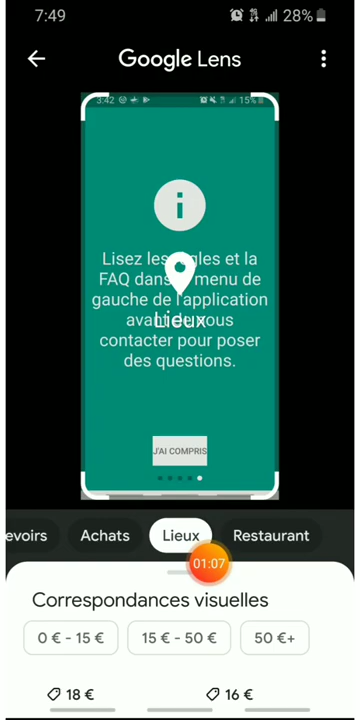 7:49
28%
Google Lens
3:42
15%
i
Lisez les règles et la
FAQ dans le menu de
gauche de l'application
avant de nous
Lieux
contacter pour poser
des questions.
J'AI COMPRIS
evoirs
Achats
Lieux
Restaurant
01:07
Correspondances visuelles
0 € - 15 €
15 € - 50 €
50 €+
18 €
16 €